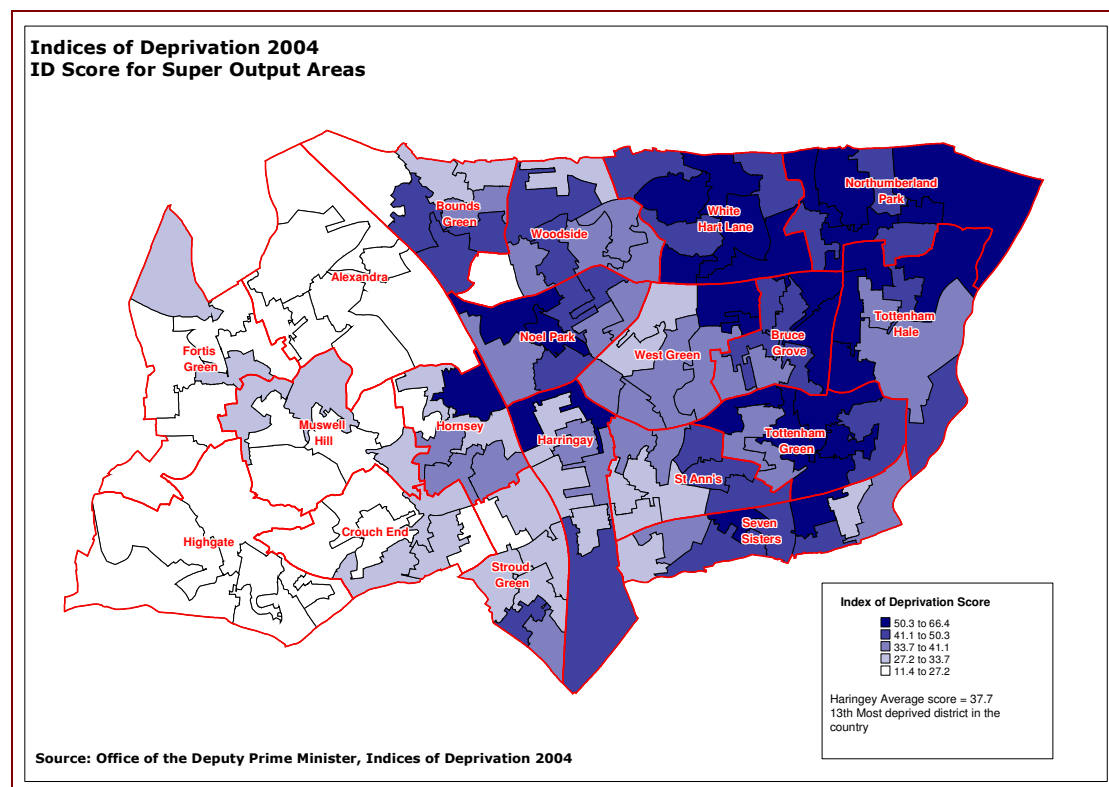 Indices of Deprivation 2004
ID Score for Super Output Areas
Northumberland
Park
Bounds
Green
White
Hart Lane
Woodside
Alexandra
Tottenham
Hale
Noel Park
Bruce
Grove
West Green
Fortis
Green
Muswell
Hill
Hornsey
Harringay
Tottenham
Green
St Ann's
Seven
Sisters
Crouch End
Highgate
Stroud
Green
Index of Deprivation Score
50.3 to 66.4
41.1 to 50.3
33.7 to 41.1
27.2 to 33.7
11.4 to 27.2
Haringey Average score = 37.7
13th Most deprived district in the
country
Source: Office of the Deputy Prime Minister, Indices of Deprivation 2004